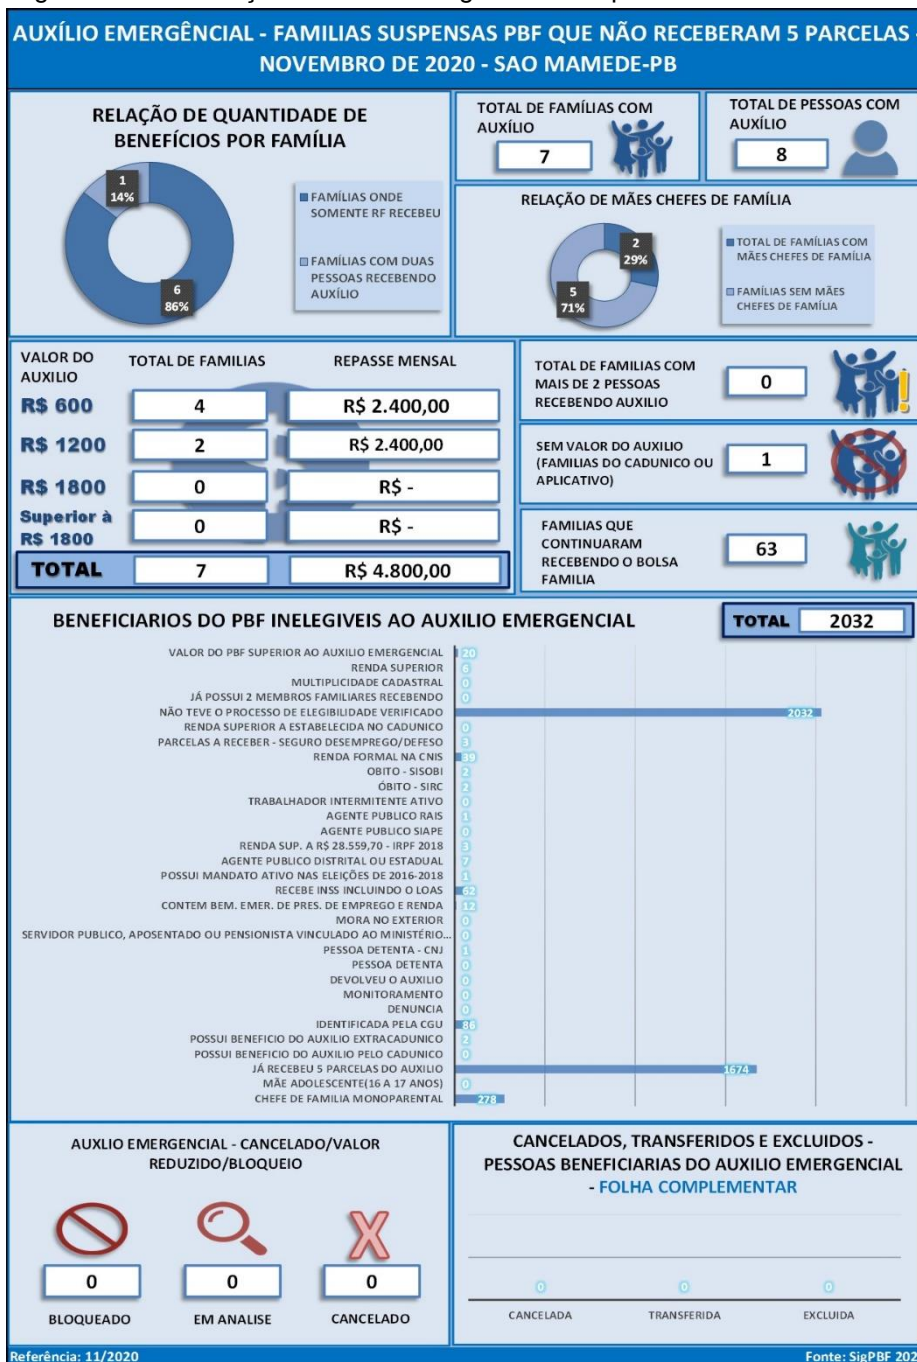 AUXÍLIO EMERGÊNCIAL - FAMILIAS SUSPENSAS PBF QUE NÃO RECEBERAM 5 PARCELAS -
NOVEMBRO DE 2020 - SAO MAMEDE-PB
RELAÇÃO DE QUANTIDADE DE
BENEFÍCIOS POR FAMÍLIA
1
14%
6
86%
FAMÍLIAS ONDE
SOMENTE RF RECEBEU
FAMÍLIAS COM DUAS
PESSOAS RECEBENDO
AUXÍLIO
TOTAL DE FAMÍLIAS COM
AUXÍLIO
7
TOTAL DE PESSOAS COM
AUXÍLIO
8
RELAÇÃO DE MÃES CHEFES DE FAMÍLIA
2
29%
5
71%
TOTAL DE FAMÍLIAS COM
MÃES CHEFES DE FAMÍLIA
FAMÍLIAS SEM MÃES
CHEFES DE FAMÍLIA
VALOR DO
AUXILIO
TOTAL DE FAMILIAS
REPASSE MENSAL
R$ 600 4 R$ 2.400,00
R$ 1200 2 R$ 2.400,00
R$ 1800 0 R$ -
Superior à
R$ 1800
0 R$ -
TOTAL 7 R$ 4.800,00
TOTAL DE FAMILIAS COM
MAIS DE 2 PESSOAS
RECEBENDO AUXILIO
0
SEM VALOR DO AUXILIO
(FAMILIAS DO CADUNICO OU
APLICATIVO)
1
FAMILIAS QUE
CONTINUARAM
RECEBENDO O BOLSA
FAMILIA
63
BENEFICIARIOS DO PBF INELEGIVEIS AO AUXILIO EMERGENCIAL
TOTAL 2032
VALOR DO PBF SUPERIOR AO AUXILIO EMERGENCIAL 20
RENDA SUPERIOR 6
MULTIPLICIDADE CADASTRAL 0
JÁ POSSUI 2 MEMBROS FAMILIARES RECEBENDO 0
NÃO TEVE O PROCESSO DE ELEGIBILIDADE VERIFICADO 2032
RENDA SUPERIOR A ESTABELECIDA NO CADUNICO 0
PARCELAS A RECEBER - SEGURO DESEMPREGO/DEFESO 3
RENDA FORMAL NA CNIS 39
OBITO - SISOBI 2
ÓBITO - SIRC 2
TRABALHADOR INTERMITENTE ATIVO 0
AGENTE PUBLICO RAIS 1
AGENTE PUBLICO SIAPE 0
RENDA SUP. A R$ 28.559,70 - IRPF 2018 3
AGENTE PUBLICO DISTRITAL OU ESTADUAL 7
POSSUI MANDATO ATIVO NAS ELEIÇÕES DE 2016-2018 1
RECEBE INSS INCLUINDO O LOAS 62
CONTEM BEM. EMER. DE PRES. DE EMPREGO E RENDA 12
MORA NO EXTERIOR 0
SERVIDOR PUBLICO, APOSENTADO OU PENSIONISTA VINCULADO AO MINISTÉRIO... 0
PESSOA DETENTA - CNJ 1
PESSOA DETENTA 0
DEVOLVEU O AUXILIO 0
MONITORAMENTO 0
DENUNCIA 0
IDENTIFICADA PELA CGU 86
POSSUI BENEFICIO DO AUXILIO EXTRACADUNICO 2
POSSUI BENEFICIO DO AUXILIO PELO CADUNICO 0
JÁ RECEBEU 5 PARCELAS DO AUXILIO 1674
MÃE ADOLESCENTE(16 A 17 ANOS) 0
CHEFE DE FAMILIA MONOPARENTAL 278
AUXLIO EMERGENCIAL - CANCELADO/VALOR
REDUZIDO/BLOQUEIO
0 0 0
BLOQUEADO EM ANALISE CANCELADO
CANCELADOS, TRANSFERIDOS E EXCLUIDOS -
PESSOAS BENEFICIARIAS DO AUXILIO EMERGENCIAL
- FOLHA COMPLEMENTAR
0 0 0
CANCELADA TRANSFERIDA EXCLUIDA
Referência: 11/2020
Fonte: SigPBF 202